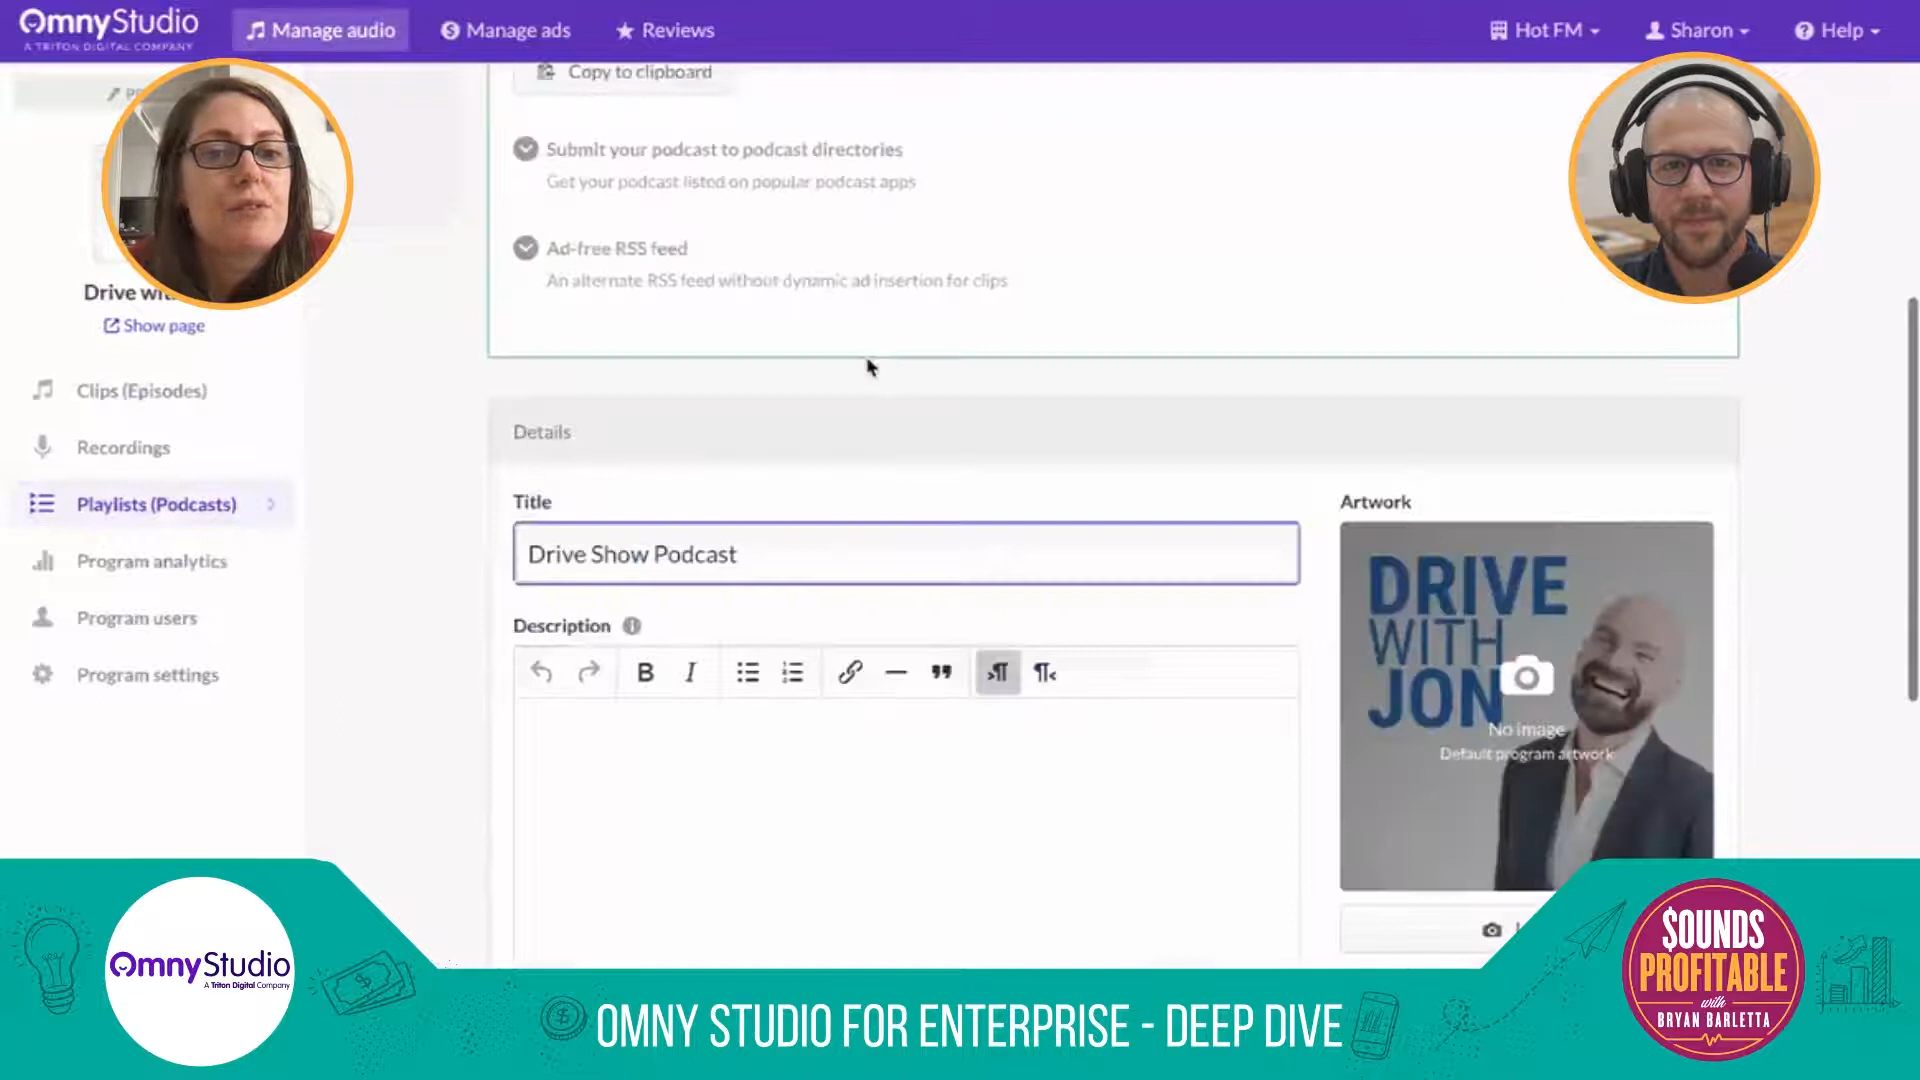 OmnyStudio
A TRITON DIGITAL COMPANY
Manage audio
Manage ads
Reviews
Hot FM
Sharon
Help
Copy to clipboard
Submit your podcast to podcast directories
Get your podcast listed on popular podcast apps
Ad-free RSS feed
An alternate RSS feed without dynamic ad insertion for clips
Drive
Show page
Clips (Episodes)
Recordings
Playlists (Podcasts)
Program analytics
Program users
Program settings
Details
Title
Drive Show Podcast
Description
B I
Artwork
DRIVE
WITH
JON
No image
Default program artwork
OmnyStudio
A Triton Digital Company
OMNY STUDIO FOR ENTERPRISE - DEEP DIVE
$OUNDS
PROFITABLE
with
BRYAN BARLETTA